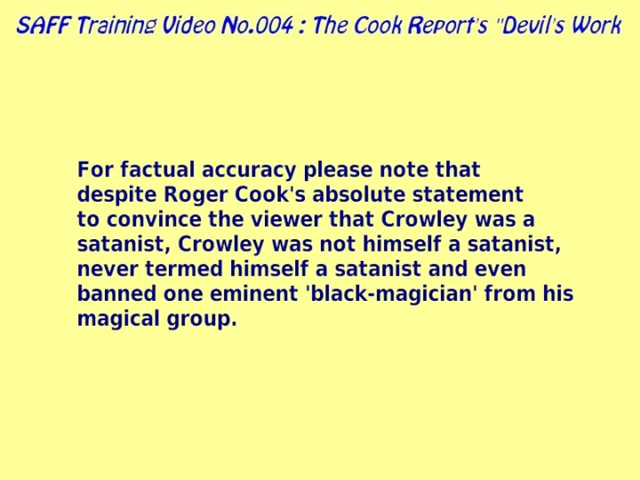 SAFF Training Video No.004 : The Cook Report's "Devil's Work
For factual accuracy please note that
despite Roger Cook's absolute statement
to convince the viewer that Crowley was a
satanist, Crowley was not himself a satanist,
never termed himself a satanist and even
banned one eminent 'black-magician' from his
magical group.